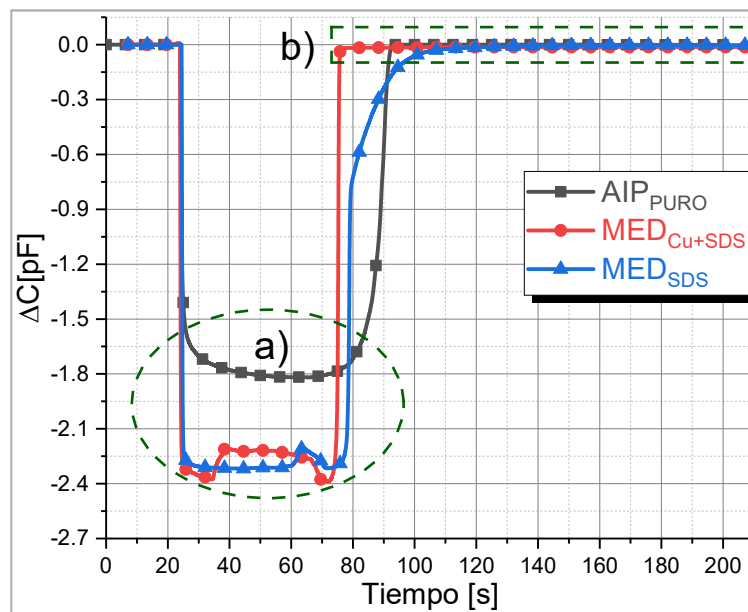 b)
0.0
-0.3
-0.6
-0.9
-1.2
-1.5
-1.8
-2.1
-2.4
-2.7
ΔC[pF]
AIP_PURO
MED_Cu+SDS
MED_SDS
a)
0 20 40 60 80 100 120 140 160 180 200
Tiempo [s]